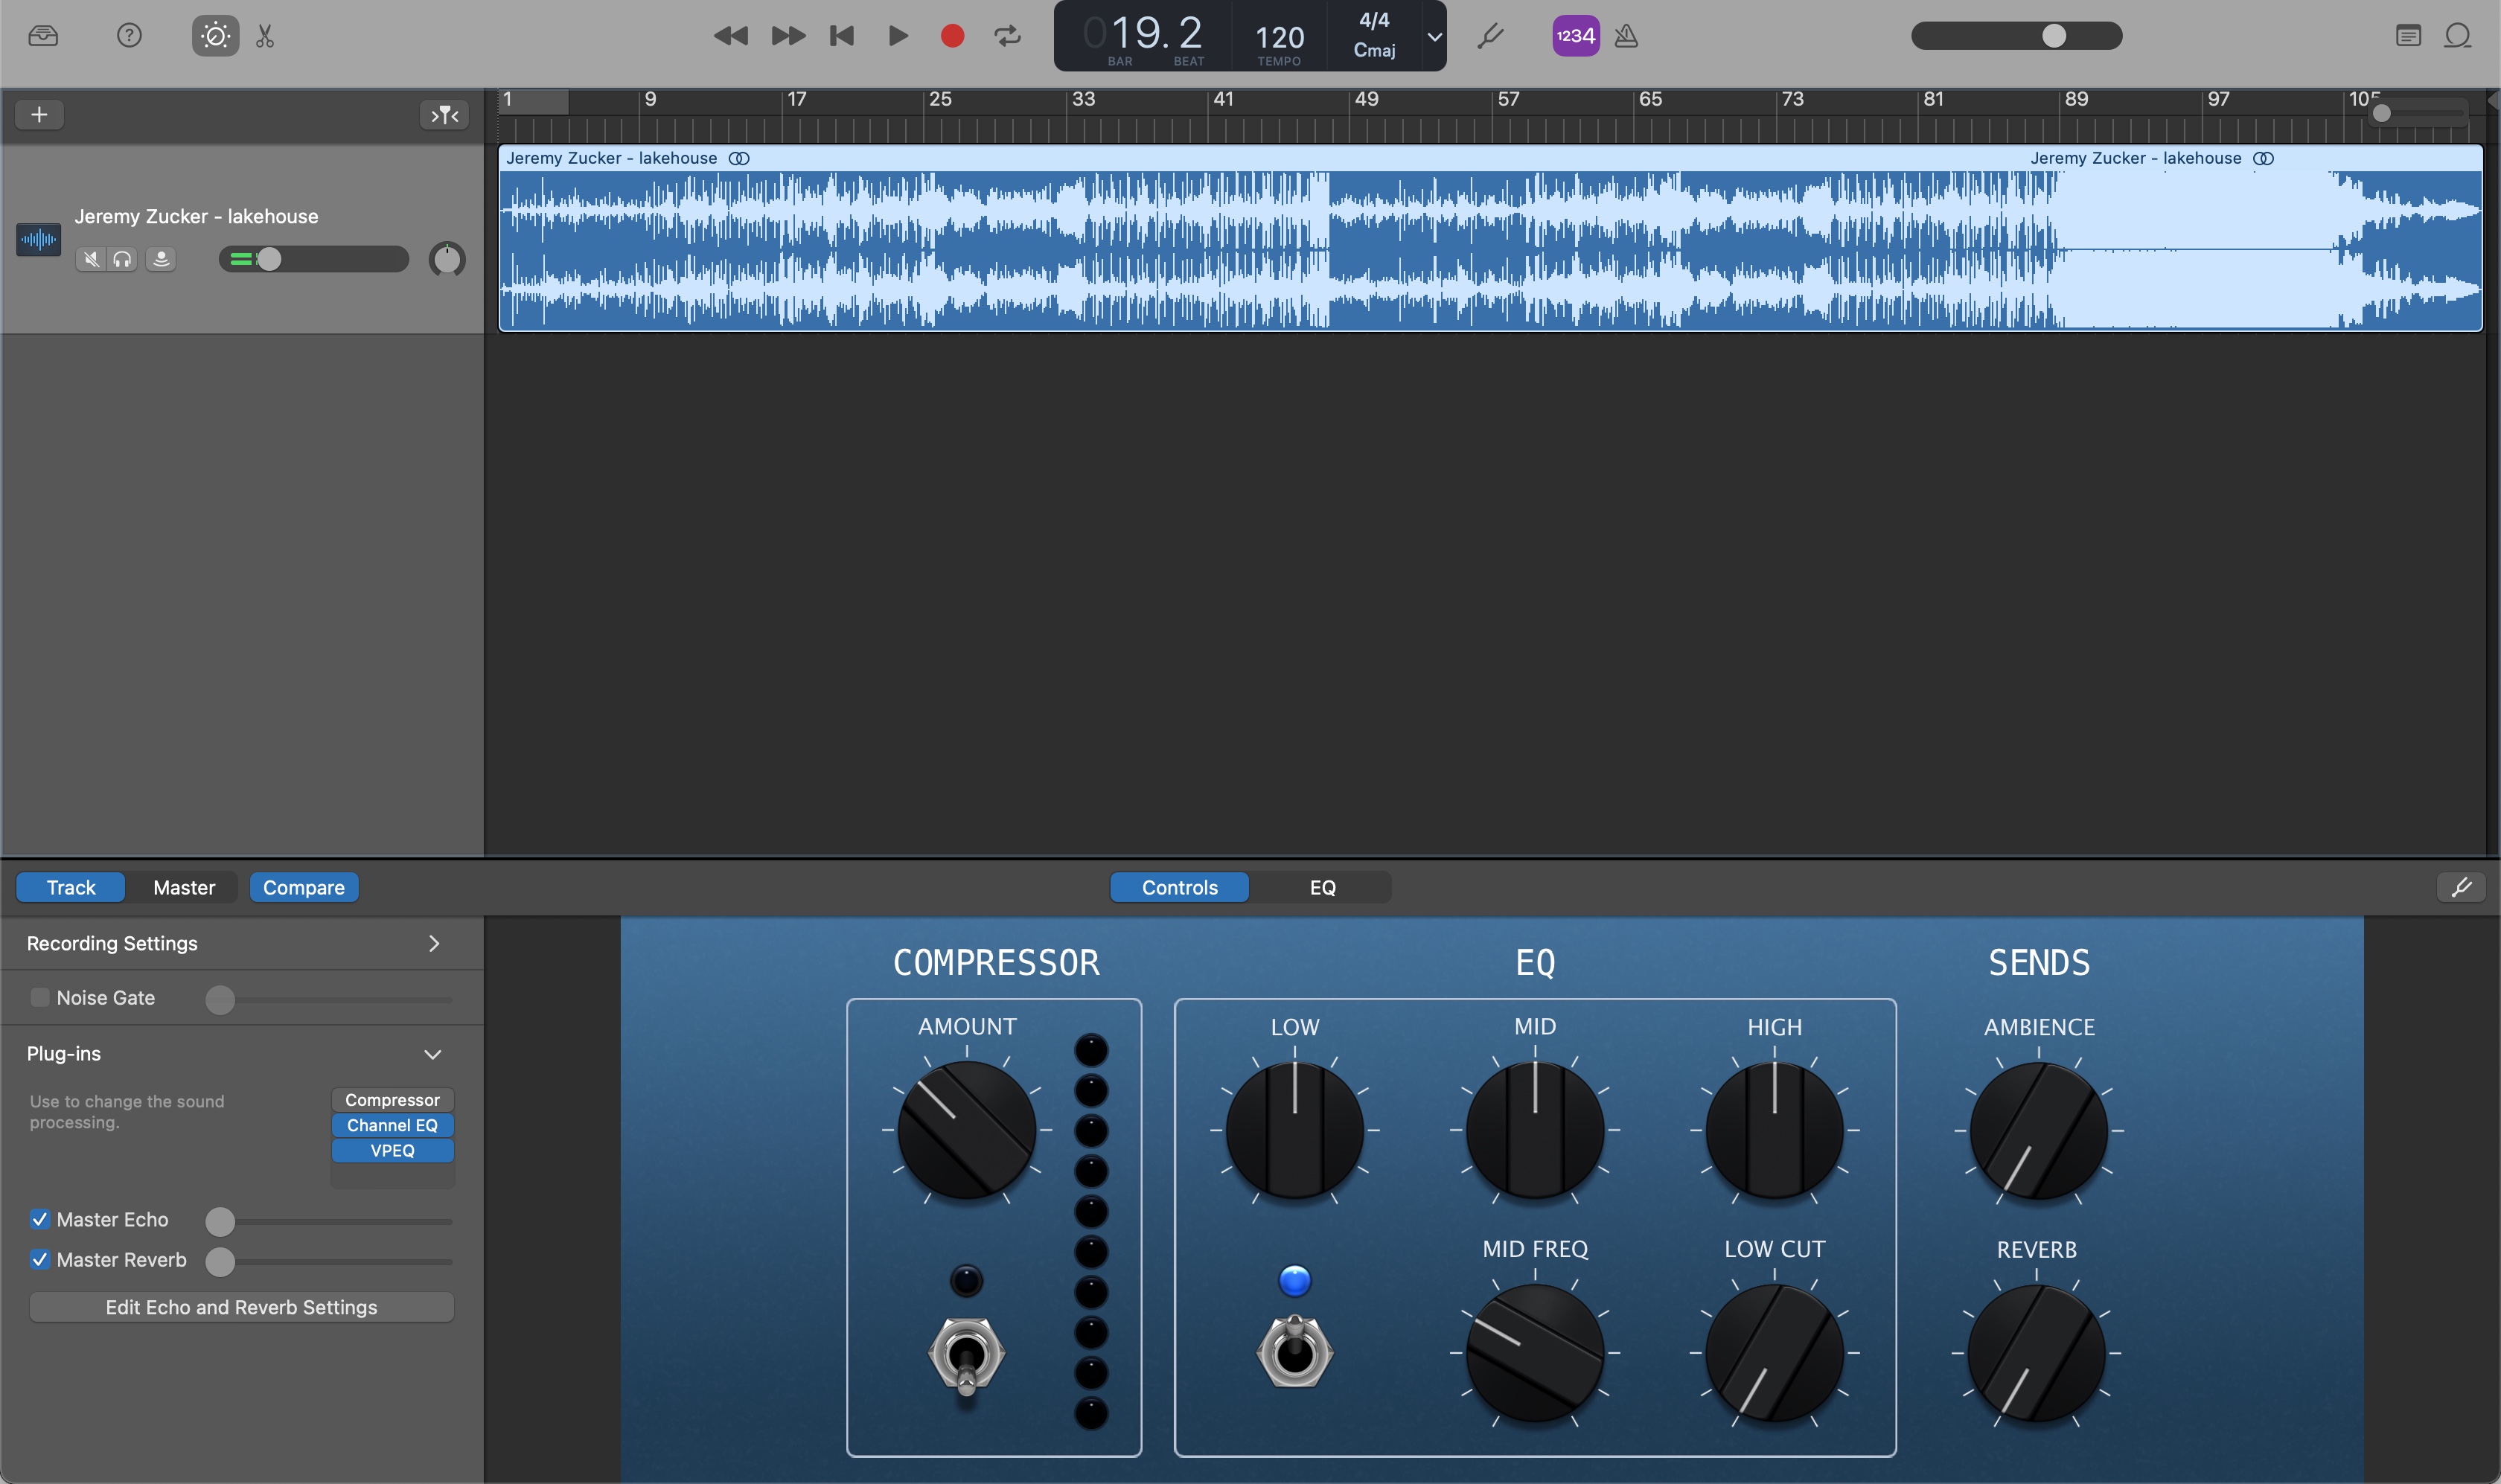 019. 2
BAR BEAT
120
TEMPO
4/4
Cmaj
1234
1 9 17 25 33 41 49 57 65 73 81 89 97 105
Jeremy Zucker - lakehouse
Jeremy Zucker - lakehouse
Jeremy Zucker - lakehouse
Track Master Compare
Controls EQ
Recording Settings
Noise Gate
Plug-ins
Use to change the sound
processing.
Compressor
Channel EQ
VPEQ
Master Echo
Master Reverb
Edit Echo and Reverb Settings
COMPRESSOR
AMOUNT
EQ
LOW MID HIGH
MID FREQ LOW CUT
SENDS
AMBIENCE
REVERB